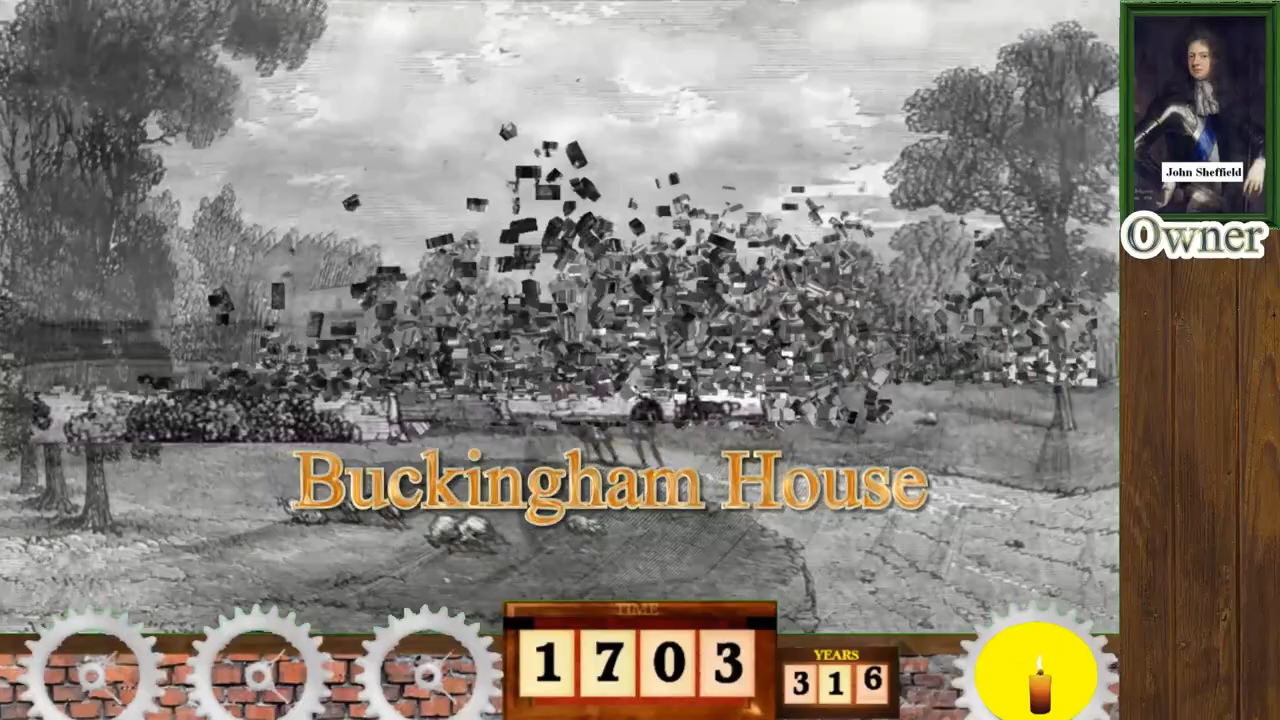 John Sheffield
Owner
Buckingham House
TIME
1703
YEARS
316